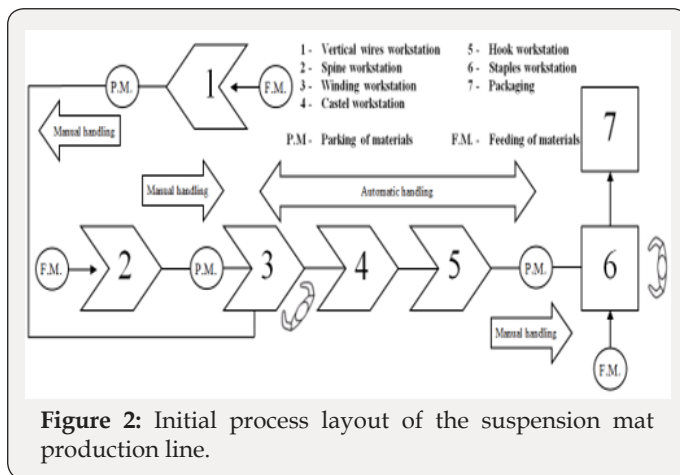 1 - Vertical wires workstation
2 - Spine workstation
3 - Winding workstation
4 - Castel workstation
5 - Hook workstation
6 - Staples workstation
7 - Packaging
P.M - Parking of materials
F.M. - Feeding of materials
P.M.
1
F.M.
Manual handling
7
Manual handling
Automatic handling
F.M.
2
P.M.
3
4
5
P.M.
6
Manual handling
F.M.
Figure 2: Initial process layout of the suspension mat
production line.